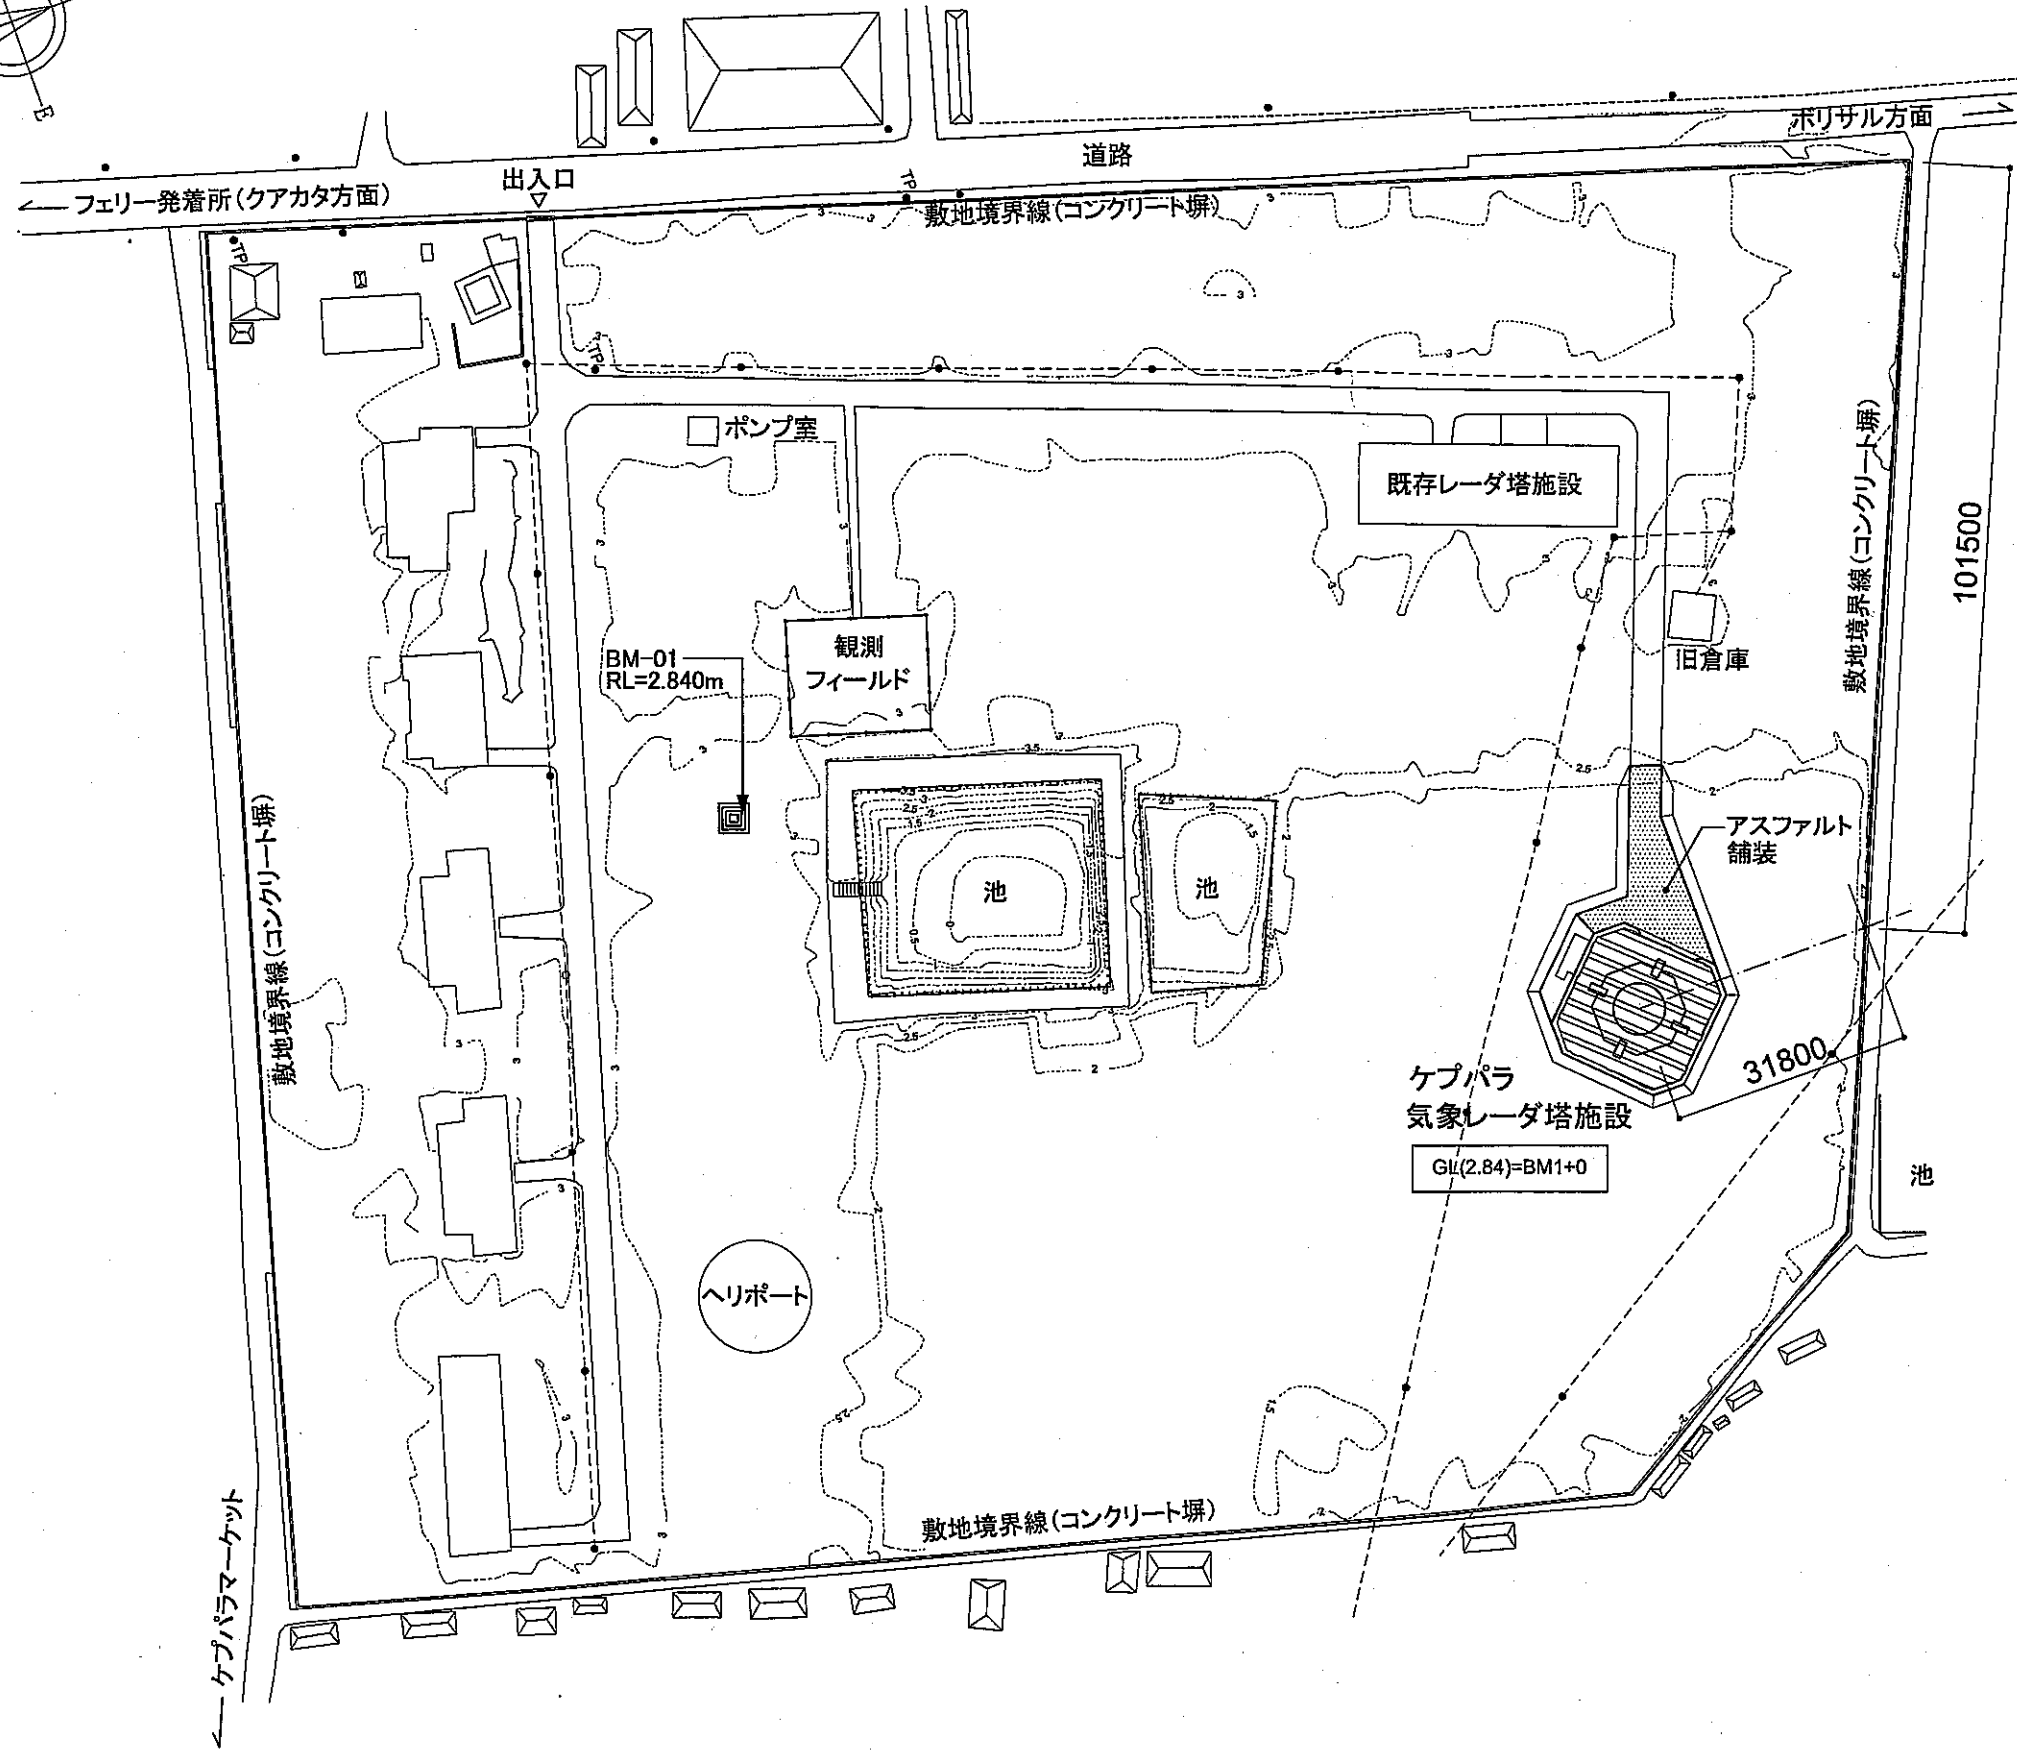 E
ボリサル方面
道路
出入口
フェリー発着所(クアカタ方面)
TP
敷地境界線(コンクリート塀)
TP
TP
ポンプ室
既存レーダ塔施設
101500
敷地境界線(コンクリート塀)
観測
フィールド
BM-01
RL=2.840m
旧倉庫
アスファルト
舗装
池
池
敷地境界線(コンクリート塀)
31800
ケプパラ
気象レーダ塔施設
GL(2.84)=BM1+0
池
ヘリポート
敷地境界線(コンクリート塀)
ケプパラマーケット